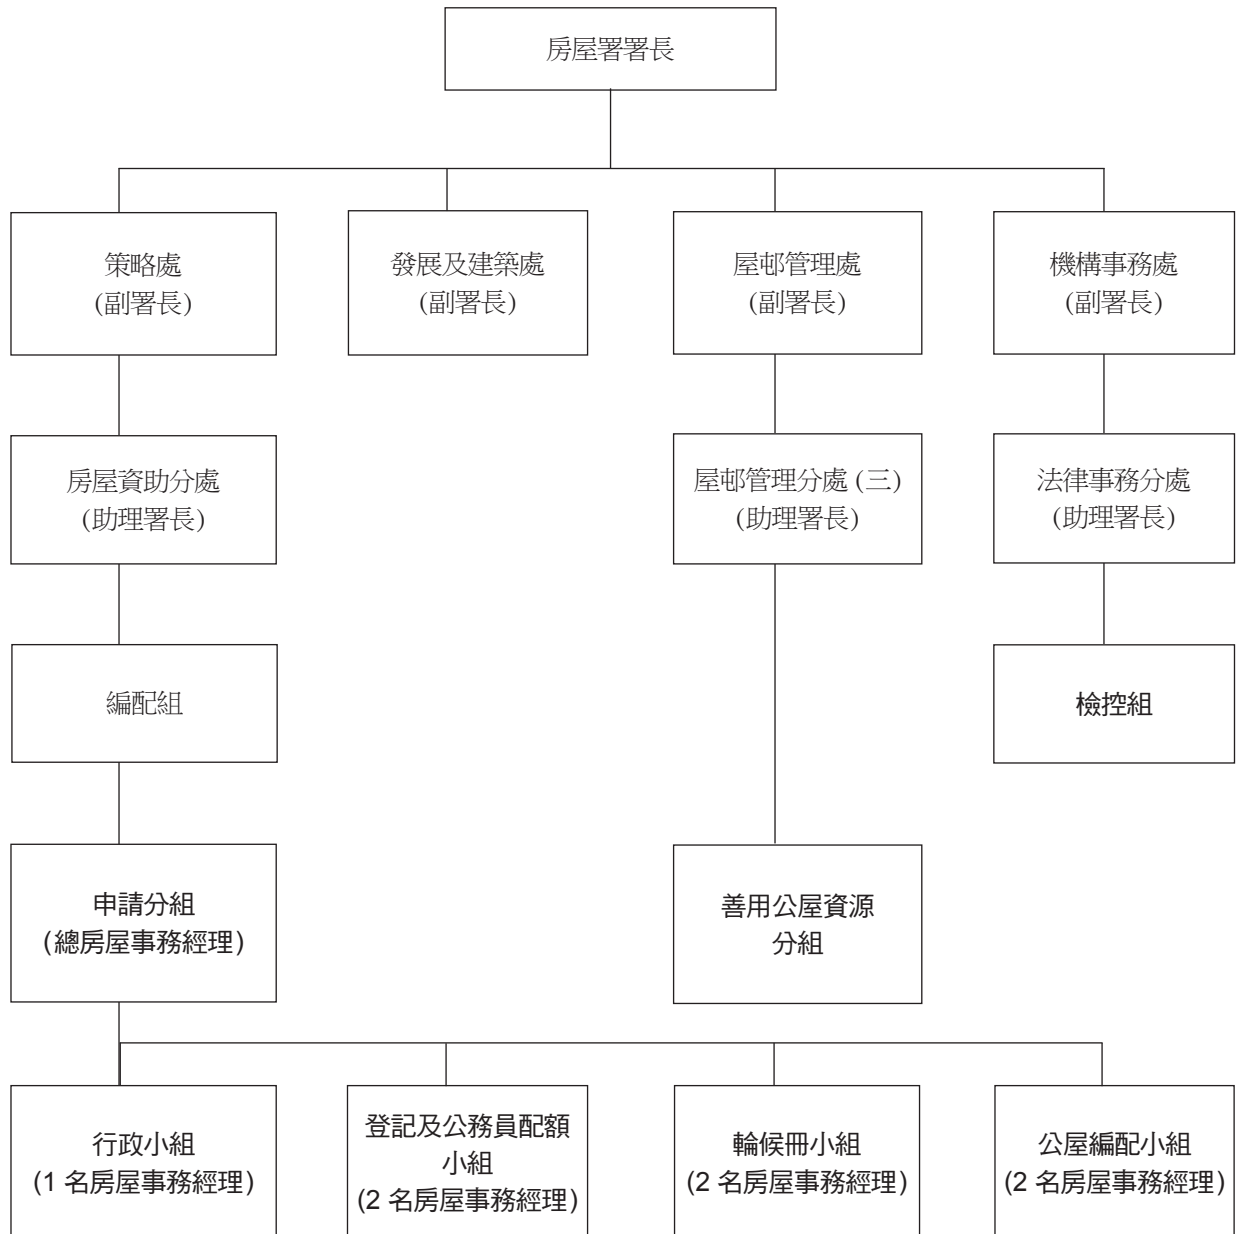 房屋署署長
策略處
(副署長)
發展及建築處
(副署長)
屋邨管理處
(副署長)
機構事務處
(副署長)
房屋資助分處
(助理署長)
屋邨管理分處 (三)
(助理署長)
法律事務分處
(助理署長)
編配組
檢控組
申請分組
(總房屋事務經理)
善用公屋資源
分組
行政小組
(1 名房屋事務經理)
登記及公務員配額
小組
(2 名房屋事務經理)
輪候冊小組
(2 名房屋事務經理)
公屋編配小組
(2 名房屋事務經理)